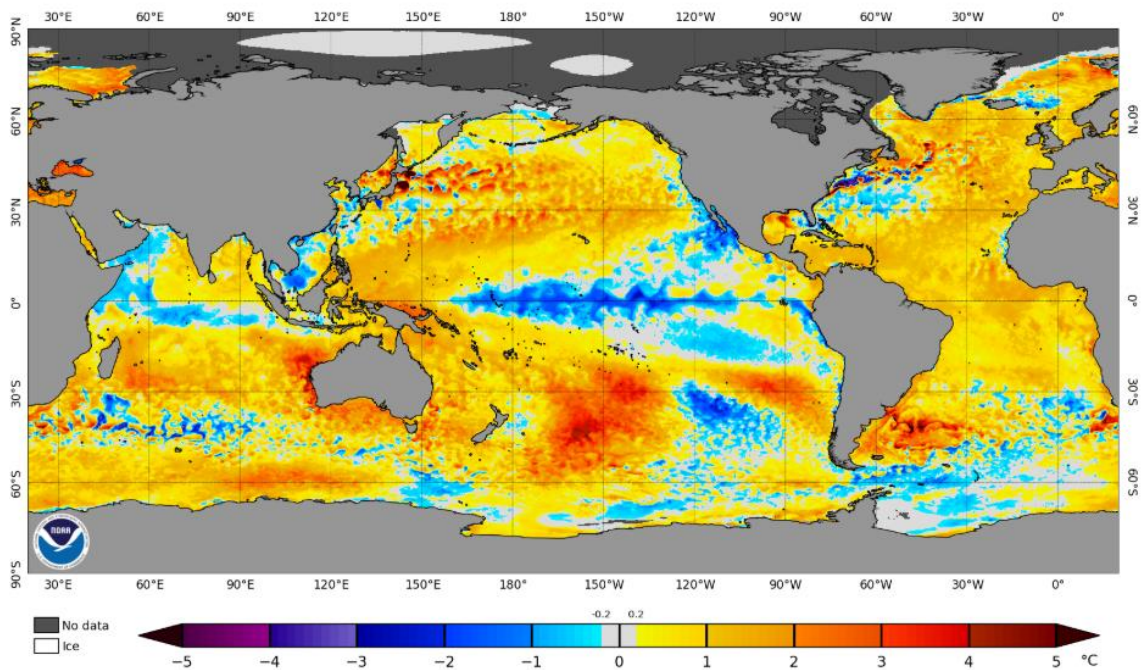 30°E 60°E 90°E 120°E 150°E 180° 150°W 120°W 90°W 60°W 30°W 0°
90°N
60°N 60°N
30°N 30°N
0° 0°
30°S 30°S
60°S 60°S
90°S
NOAA
30°E 60°E 90°E 120°E 150°E 180° 150°W 120°W 90°W 60°W 30°W 0°
-0.2 0.2
No data
Ice
−5 −4 −3 −2 −1 0 1 2 3 4 5 °C